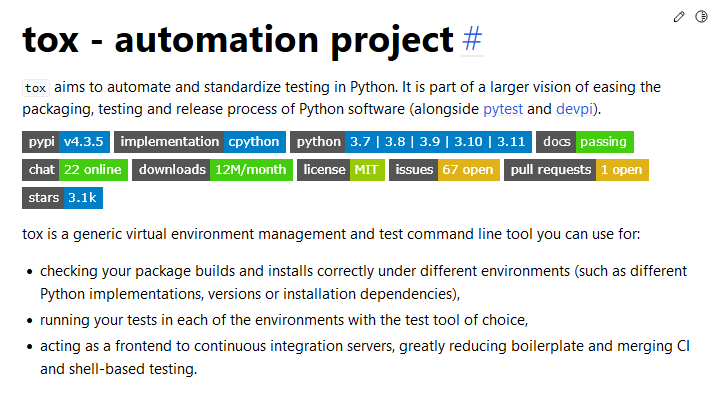 tox - automation project #
tox aims to automate and standardize testing in Python. It is part of a larger vision of easing the
packaging, testing and release process of Python software (alongside pytest and devpi).
pypi v4.3.5 implementation cpython python 3.7 | 3.8 | 3.9 | 3.10 | 3.11 docs passing
chat 22 online downloads 12M/month license MIT issues 67 open pull requests 1 open
stars 3.1k
tox is a generic virtual environment management and test command line tool you can use for:
• checking your package builds and installs correctly under different environments (such as different
Python implementations, versions or installation dependencies),
• running your tests in each of the environments with the test tool of choice,
• acting as a frontend to continuous integration servers, greatly reducing boilerplate and merging CI
and shell-based testing.